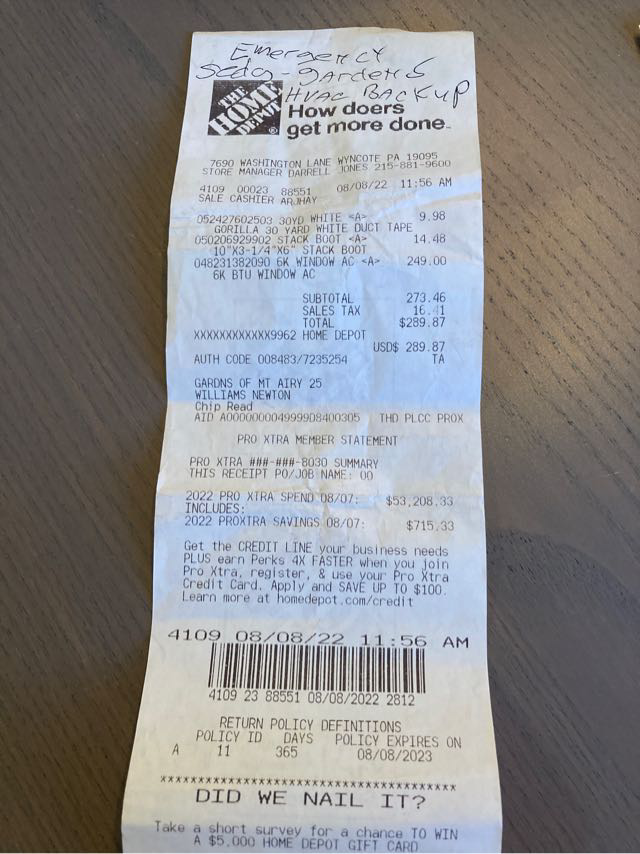 Emergency
Sedg-gardens
HVAC Backup
THE HOME DEPOT
How doers
get more done™
7690 WASHINGTON LANE WYNCOTE PA 19095
STORE MANAGER DARRELL JONES 215-881-9600
4109 00023 88551 08/08/22 11:56 AM
SALE CASHIER ARJHAY
052427602503 30YD WHITE <A> 9.98
GORILLA 30 YARD WHITE DUCT TAPE
050206929902 STACK BOOT <A> 14.48
10"X3-1/4"X6" STACK BOOT
048231382090 6K WINDOW AC <A> 249.00
6K BTU WINDOW AC
SUBTOTAL 273.46
SALES TAX 16.41
TOTAL $289.87
XXXXXXXXXXXX9962 HOME DEPOT
USD$ 289.87
AUTH CODE 008483/7235254 TA
GARDNS OF MT AIRY 25
WILLIAMS NEWTON
Chip Read
AID A0000000049999D8400305 THD PLCC PROX
PRO XTRA MEMBER STATEMENT
PRO XTRA ###-###-8030 SUMMARY
THIS RECEIPT PO/JOB NAME: 00
2022 PRO XTRA SPEND 08/07: $53,208.33
INCLUDES:
2022 PROXTRA SAVINGS 08/07: $715.33
Get the CREDIT LINE your business needs
PLUS earn Perks 4X FASTER when you join
Pro Xtra, register, & use your Pro Xtra
Credit Card. Apply and SAVE UP TO $100.
Learn more at homedepot.com/credit
4109 08/08/22 11:56 AM
4109 23 88551 08/08/2022 2812
RETURN POLICY DEFINITIONS
POLICY ID DAYS POLICY EXPIRES ON
A 11 365 08/08/2023
****************************************
DID WE NAIL IT?
Take a short survey for a chance TO WIN
A $5,000 HOME DEPOT GIFT CARD